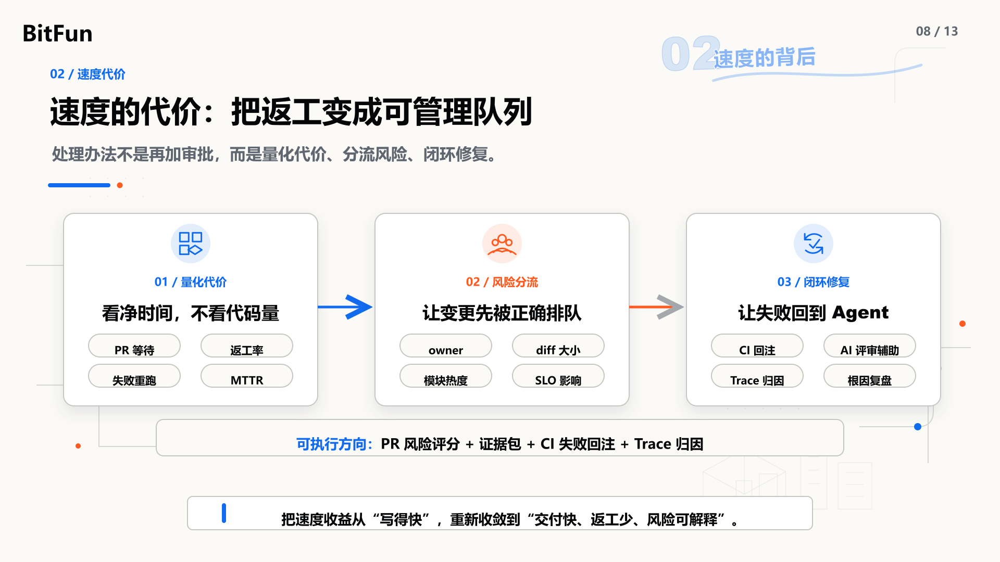 BitFun
08 / 13
02 速度的背后
02 / 速度代价
速度的代价：把返工变成可管理队列
处理办法不是再加审批，而是量化代价、分流风险、闭环修复。
01 / 量化代价
看净时间，不看代码量
PR 等待
返工率
失败重跑
MTTR
02 / 风险分流
让变更先被正确排队
owner
diff 大小
模块热度
SLO 影响
03 / 闭环修复
让失败回到 Agent
CI 回注
AI 评审辅助
Trace 归因
根因复盘
可执行方向：PR 风险评分 + 证据包 + CI 失败回注 + Trace 归因
把速度收益从“写得快”，重新收敛到“交付快、返工少、风险可解释”。